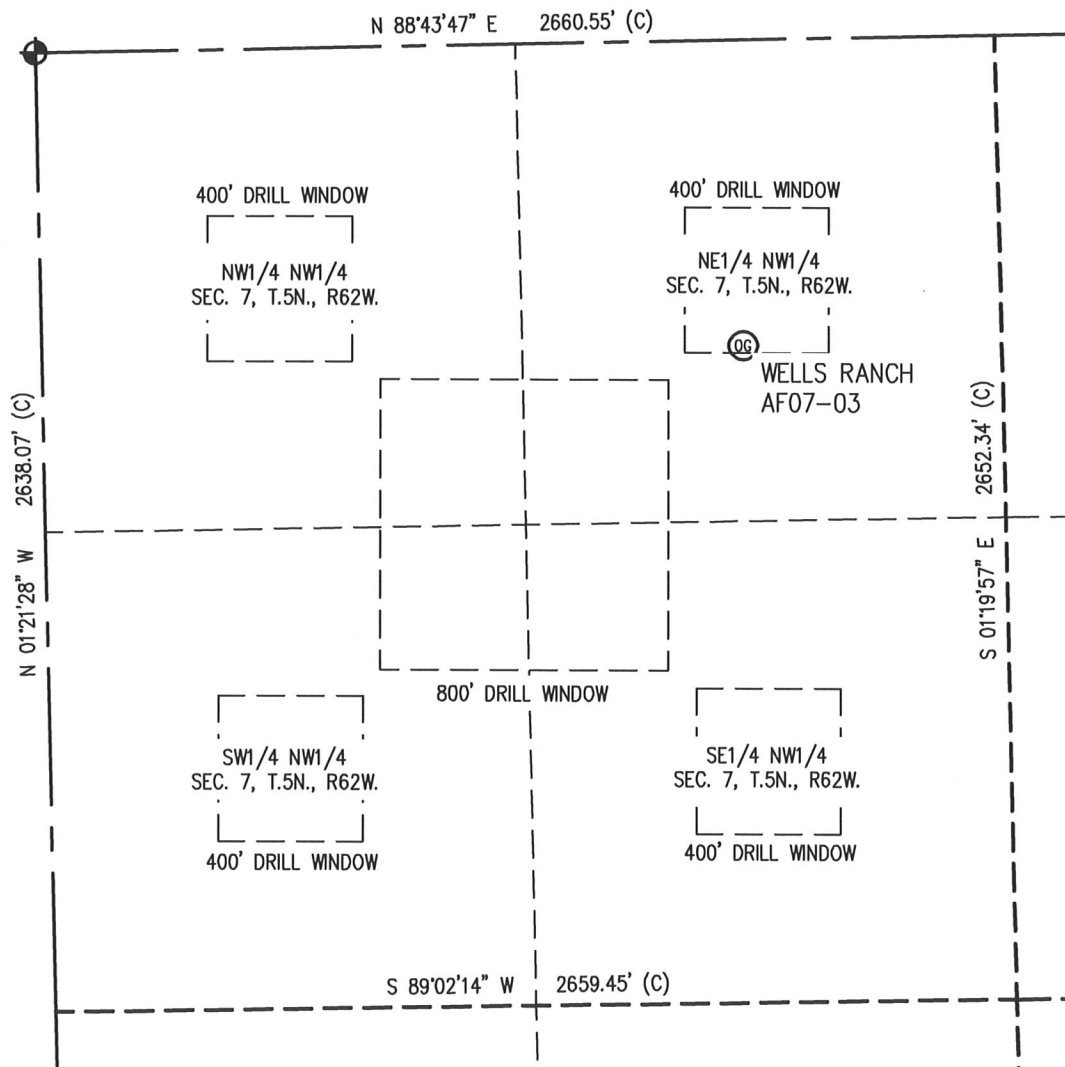 N 88°43'47" E 2660.55' (C)
400' DRILL WINDOW
NW1/4 NW1/4
SEC. 7, T.5N., R62W.
400' DRILL WINDOW
NE1/4 NW1/4
SEC. 7, T.5N., R62W.
OG
WELLS RANCH
AF07-03
N 01°21'28" W 2638.07' (C)
S 01°19'57" E 2652.34' (C)
800' DRILL WINDOW
SW1/4 NW1/4
SEC. 7, T.5N., R62W.
400' DRILL WINDOW
SE1/4 NW1/4
SEC. 7, T.5N., R62W.
400' DRILL WINDOW
S 89°02'14" W 2659.45' (C)